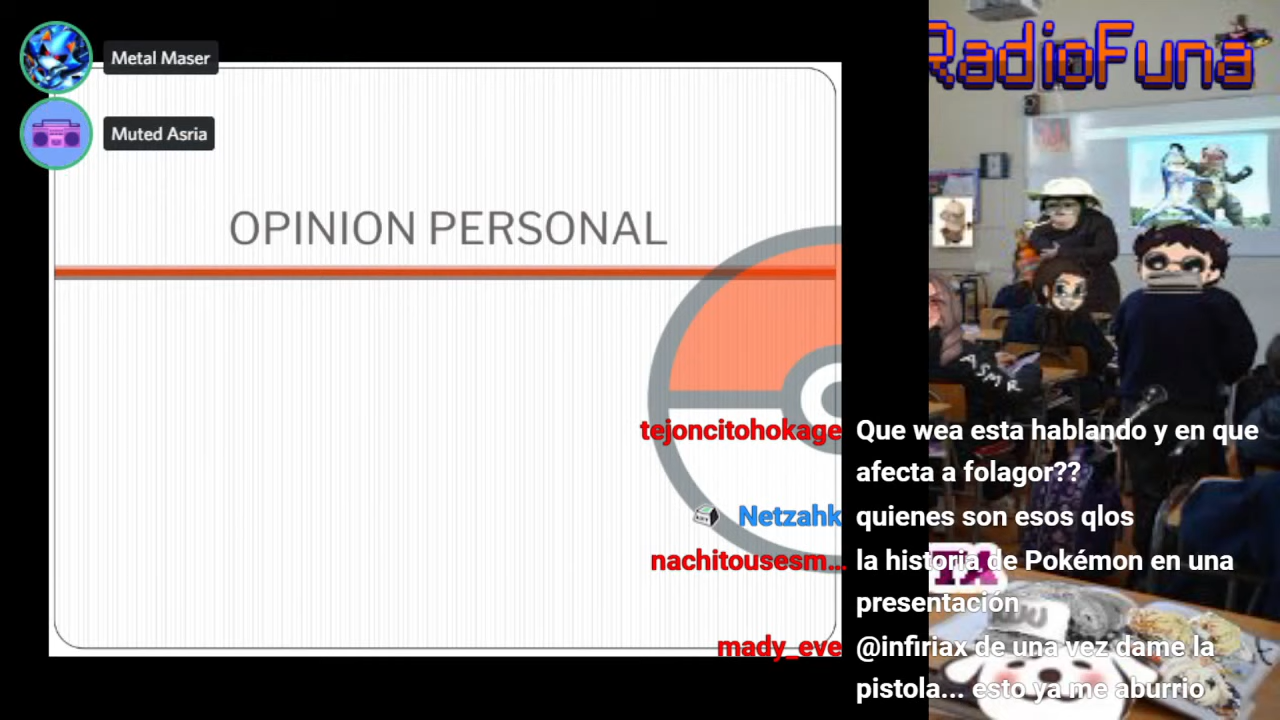 Metal Maser
RadioFuna
Muted Asria
OPINION PERSONAL
ASMR
tejoncitohokage Que wea esta hablando y en que
afecta a folagor??
Netzahk quienes son esos qlos
nachitousesm... la historia de Pokémon en una
presentación
mady_eve @infiriax de una vez dame la
pistola... esto ya me aburrio